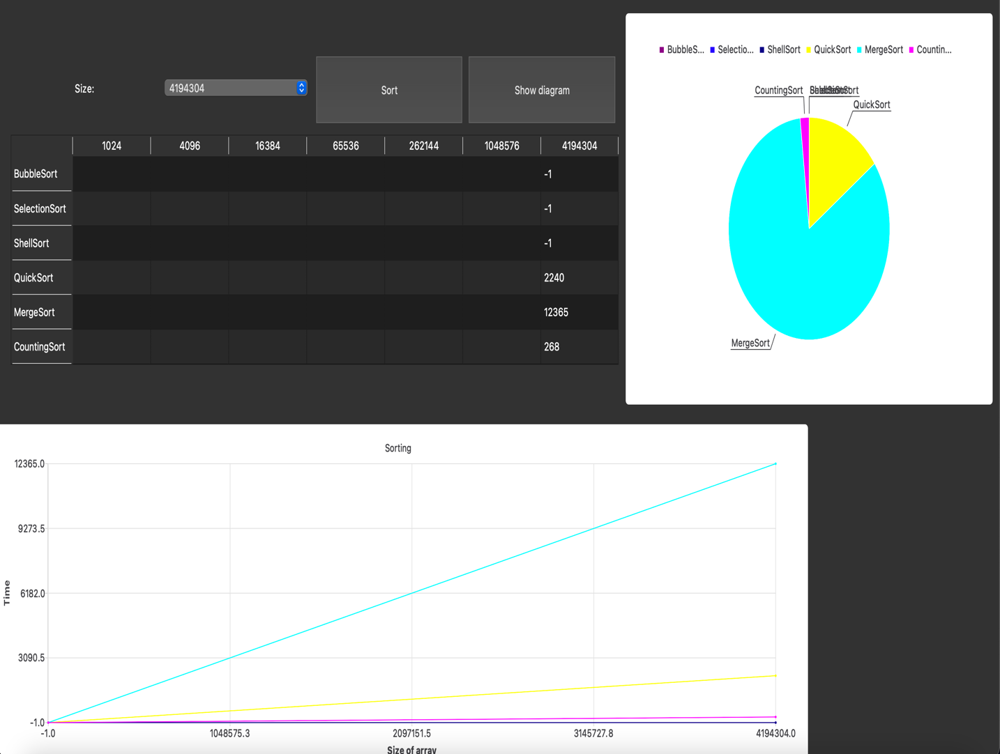 Size:
4194304
Sort
Show diagram
1024 4096 16384 65536 262144 1048576 4194304
BubbleSort -1
SelectionSort -1
ShellSort -1
QuickSort 2240
MergeSort 12365
CountingSort 268
BubbleS... Selectio... ShellSort QuickSort MergeSort Countin...
CountingSort
QuickSort
MergeSort
Sorting
12365.0
9273.5
6182.0
3090.5
-1.0
Time
-1.0 1048575.3 2097151.5 3145727.8 4194304.0
Size of array